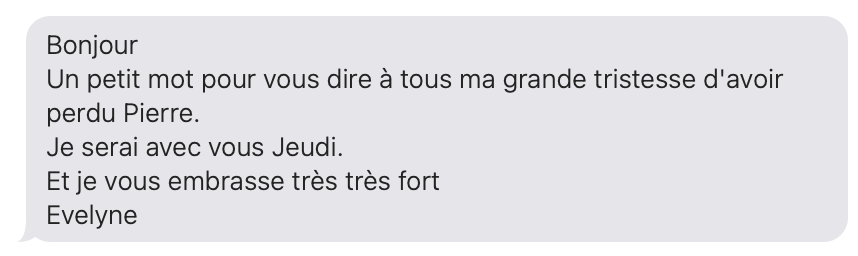 Bonjour
Un petit mot pour vous dire à tous ma grande tristesse d'avoir
perdu Pierre.
Je serai avec vous Jeudi.
Et je vous embrasse très très fort
Evelyne